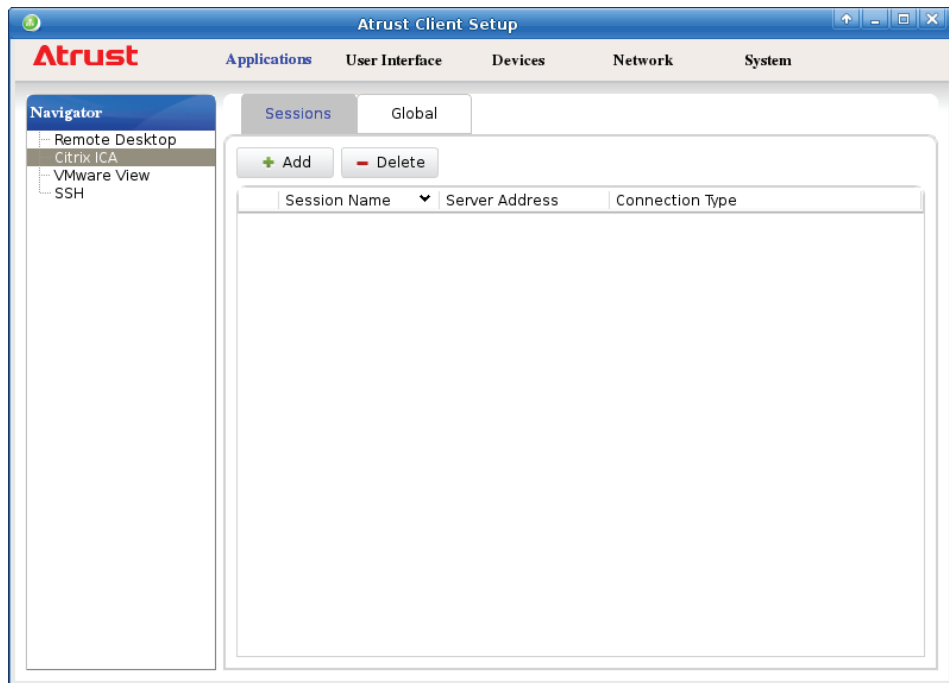 Atrust Client Setup
Atrust
Applications User Interface Devices Network System
Navigator
Remote Desktop
Citrix ICA
VMware View
SSH
Sessions Global
Add Delete
Session Name Server Address Connection Type